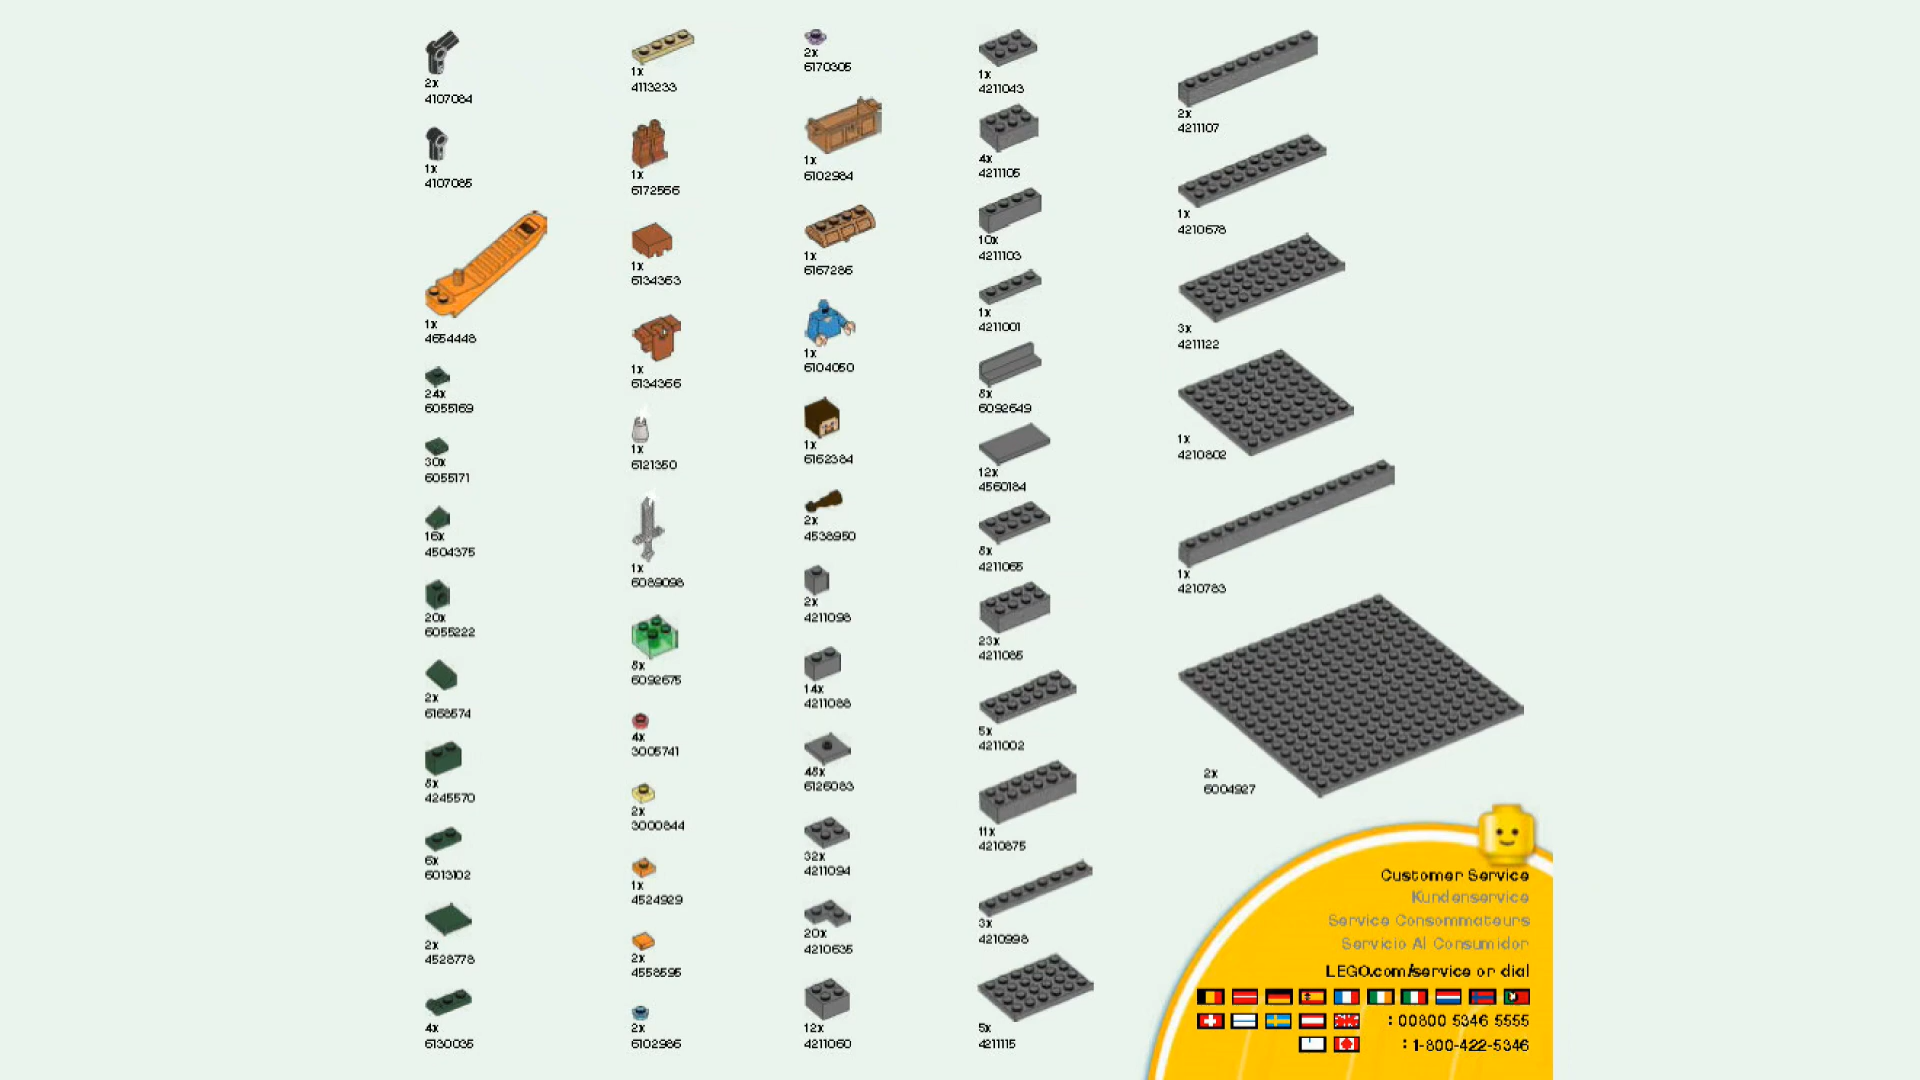 2x
4107084
1x
4107085
1x
4654448
24x
6055169
30x
6055171
16x
4504375
20x
6055222
2x
6168574
8x
4245570
6x
6013102
2x
4528778
4x
6130035
1x
4113233
1x
6172556
1x
6134363
1x
6134366
1x
6121350
1x
6089098
8x
6092675
4x
3005741
2x
3000844
1x
4524929
2x
4558595
2x
6102986
2x
6170305
1x
6102984
1x
6167286
1x
6104050
1x
6162384
2x
4538950
2x
4211098
14x
4211088
48x
6126083
32x
4211094
20x
4210635
12x
4211060
1x
4211043
4x
4211105
10x
4211103
1x
4211001
8x
6092649
12x
4560184
8x
4211065
23x
4211085
5x
4211002
11x
4210875
3x
4210998
5x
4211115
2x
4211107
1x
4210678
3x
4211122
1x
4210802
1x
4210783
2x
6004927
Customer Service
Kundenservice
Service Consommateurs
Servicio Al Consumidor
LEGO.com/service or dial
: 00800 5346 5555
: 1-800-422-5346